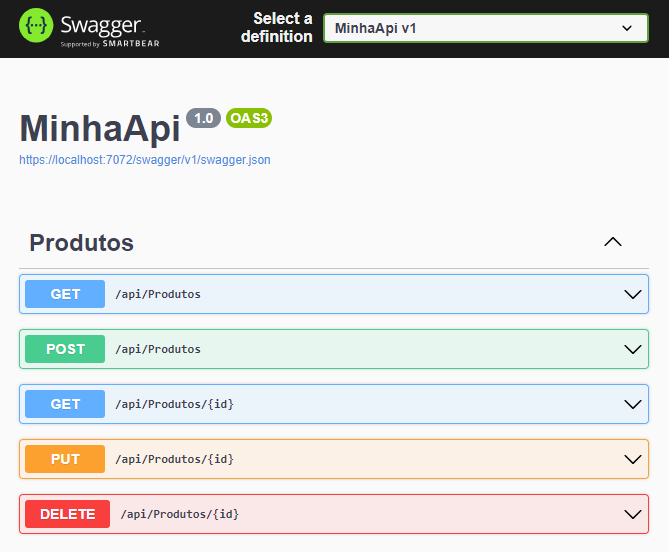 Swagger
Supported by SMARTBEAR
Select a
definition
MinhaApi v1
MinhaApi 1.0 OAS3
https://localhost:7072/swagger/v1/swagger.json
Produtos
GET /api/Produtos
POST /api/Produtos
GET /api/Produtos/{id}
PUT /api/Produtos/{id}
DELETE /api/Produtos/{id}